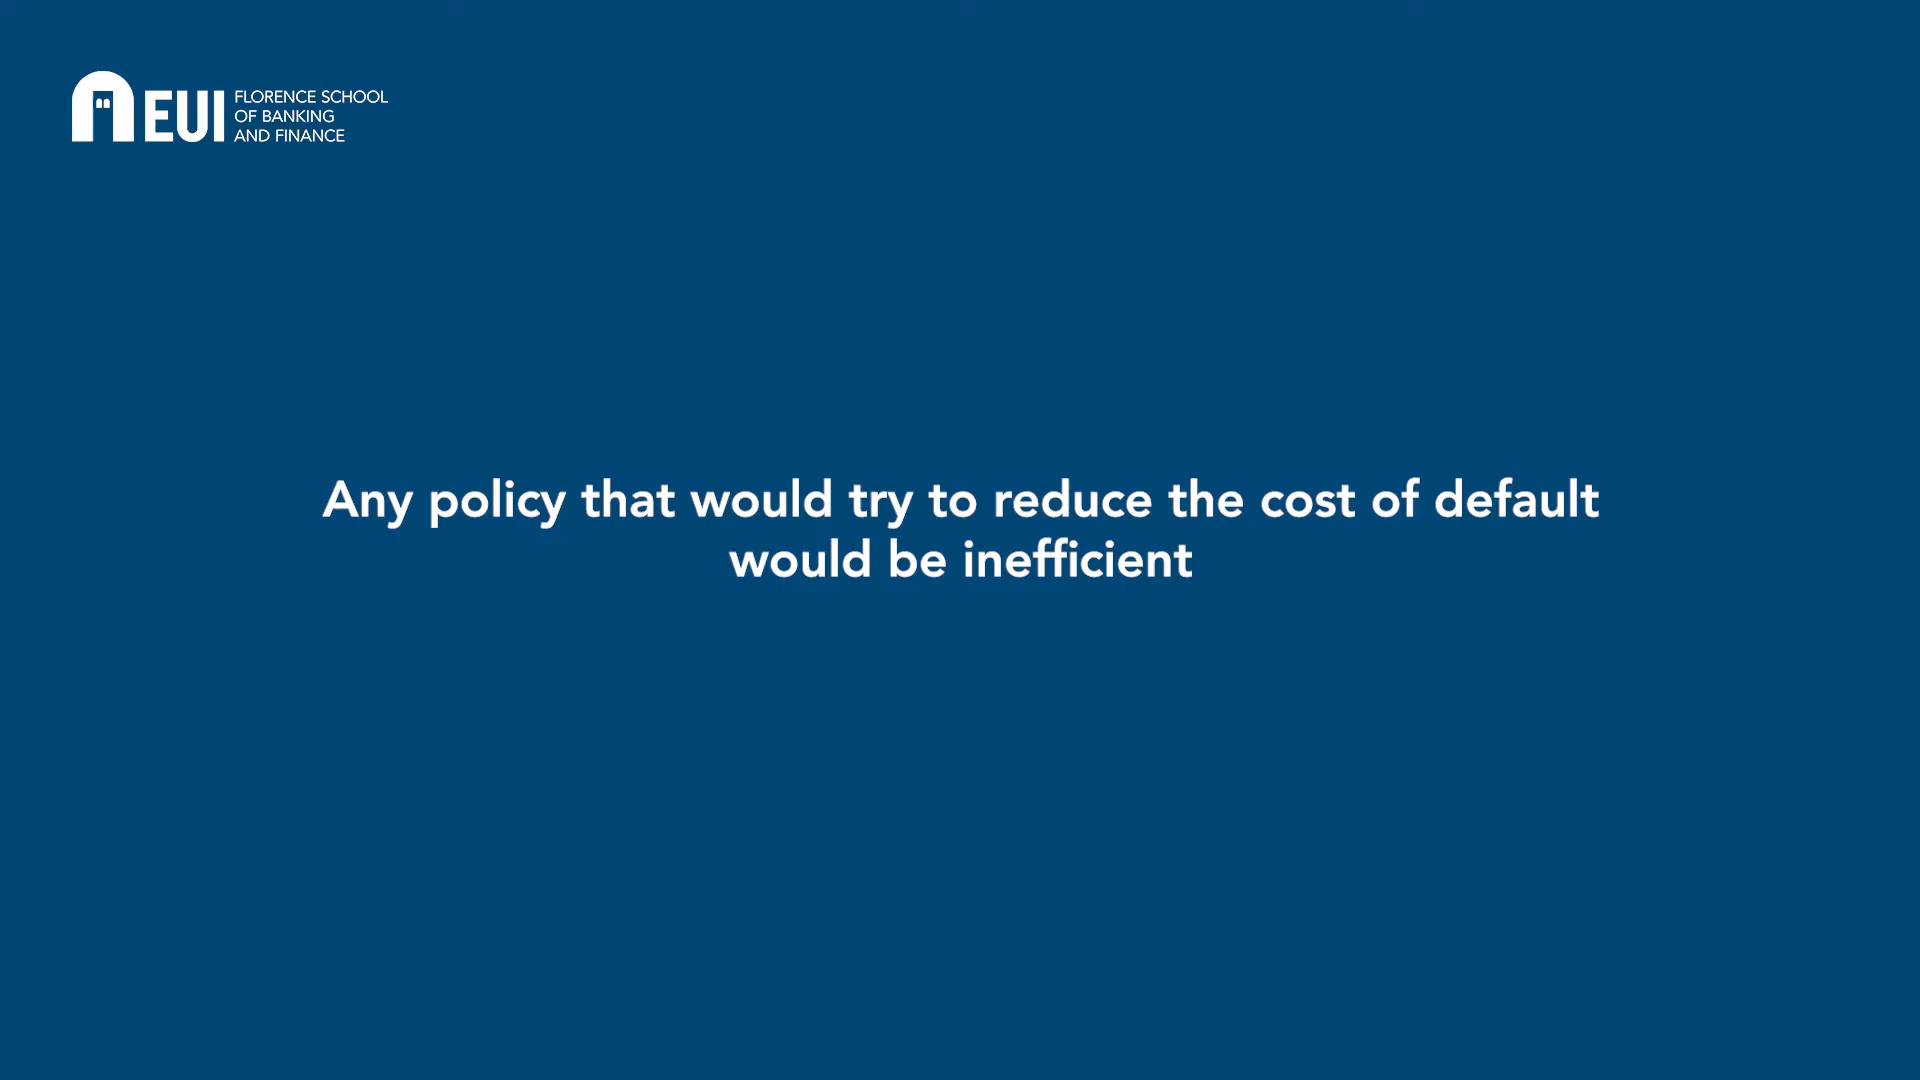 EUI
FLORENCE SCHOOL
OF BANKING
AND FINANCE
Any policy that would try to reduce the cost of default
would be inefficient